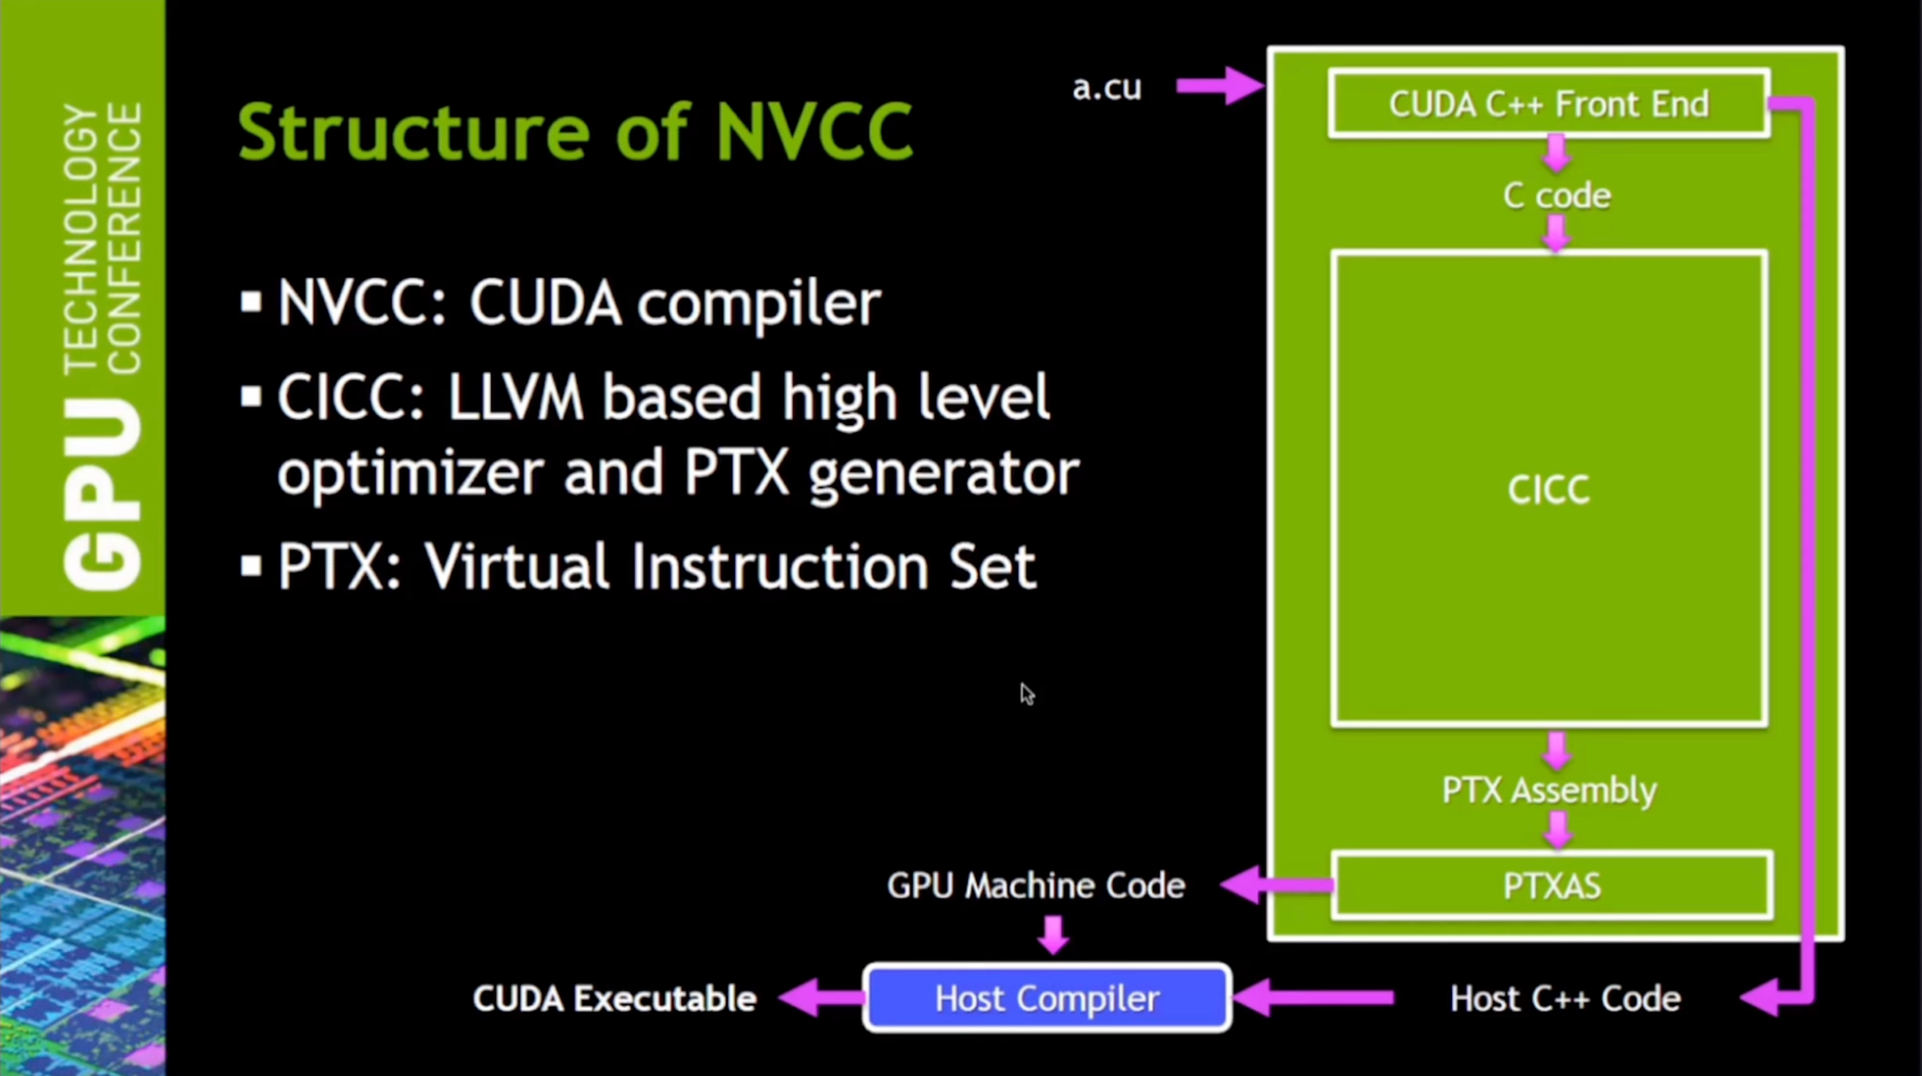 GPU TECHNOLOGY
CONFERENCE
Structure of NVCC
▪ NVCC: CUDA compiler
▪ CICC: LLVM based high level
optimizer and PTX generator
▪ PTX: Virtual Instruction Set
a.cu
CUDA C++ Front End
C code
CICC
PTX Assembly
PTXAS
GPU Machine Code
Host C++ Code
Host Compiler
CUDA Executable